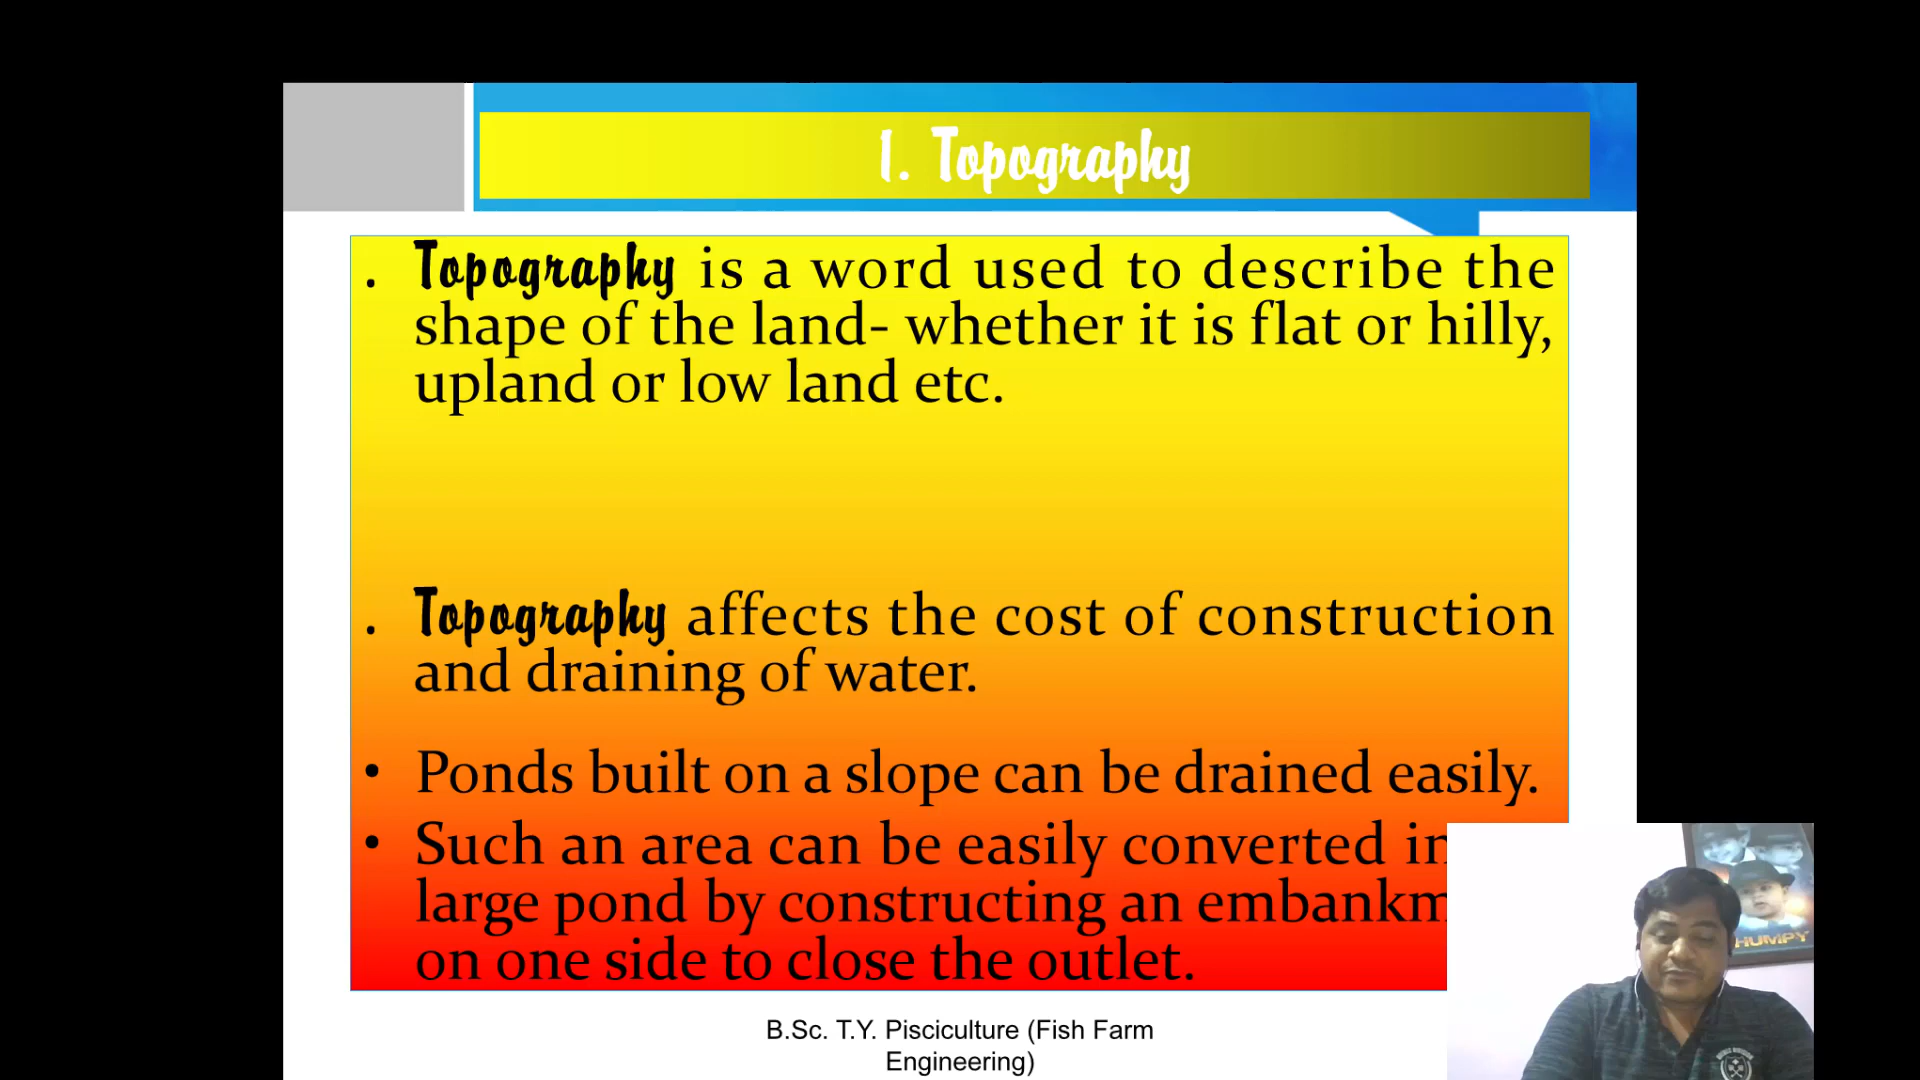 1. Topography
. Topography is a word used to describe the
shape of the land- whether it is flat or hilly,
upland or low land etc.
. Topography affects the cost of construction
and draining of water.
• Ponds built on a slope can be drained easily.
• Such an area can be easily converted in
large pond by constructing an embankm
on one side to close the outlet.
HUMPY
B.Sc. T.Y. Pisciculture (Fish Farm
Engineering)